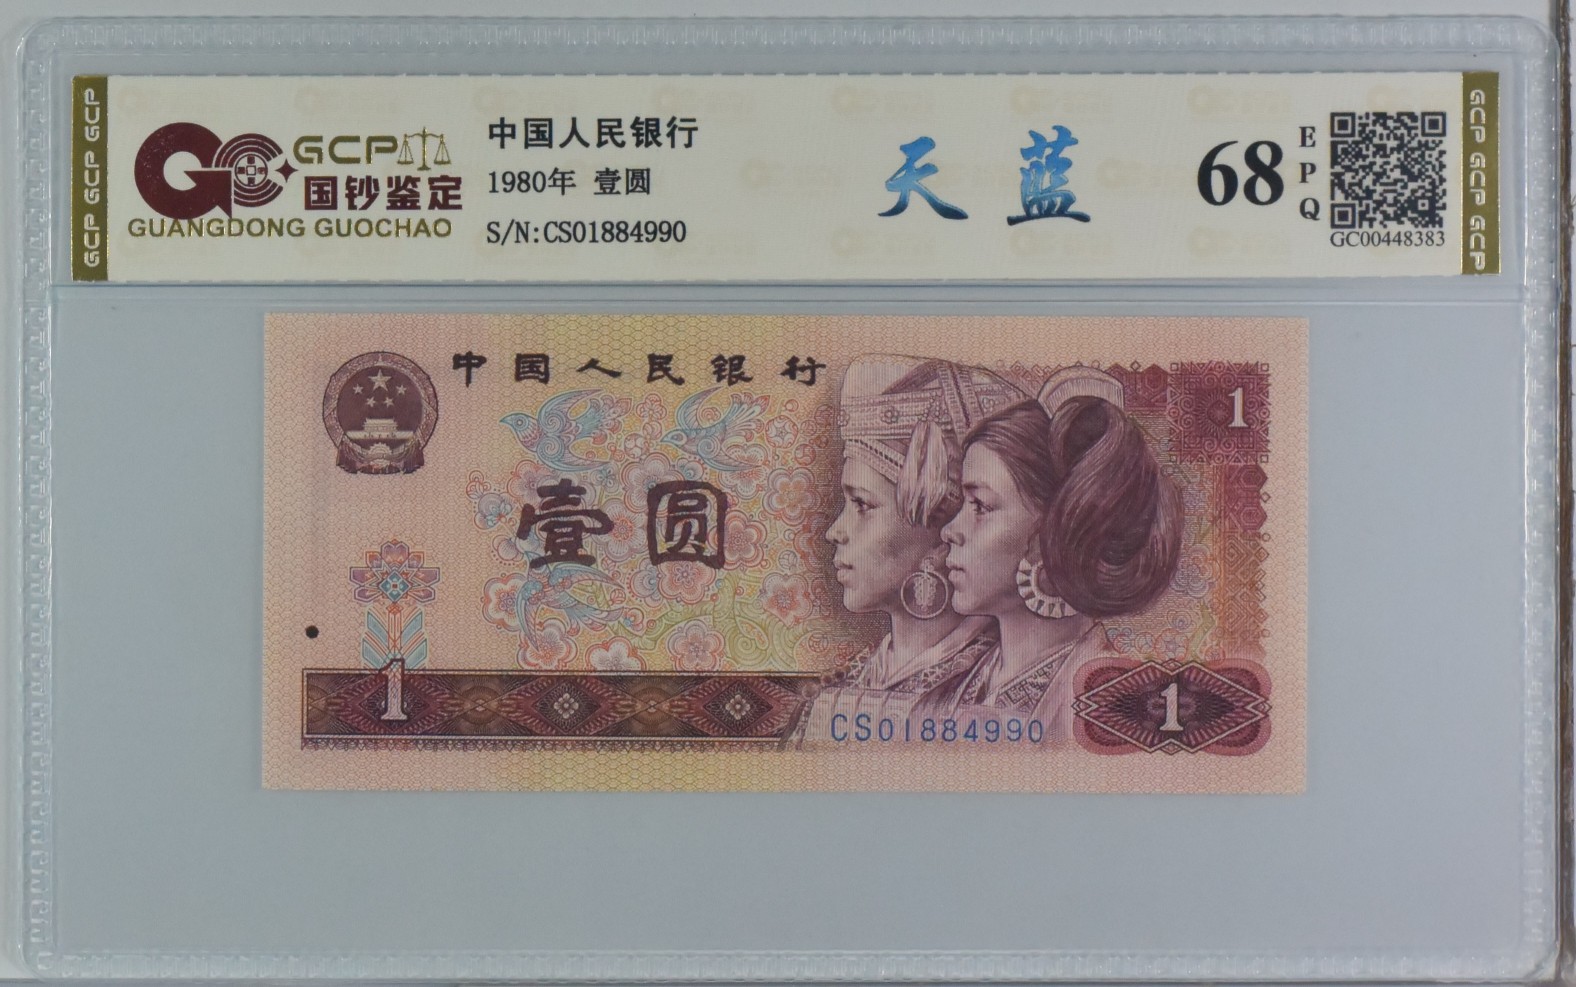 GCP GCP GCP
GCP
国钞鉴定
GUANGDONG GUOCHAO
中国人民银行
1980年 壹圆
S/N:CS01884990
天蓝
68
EPQ
GC00448383
GCP GCP GCP
中国人民银行
1
壹圆
1
1
CS01884990